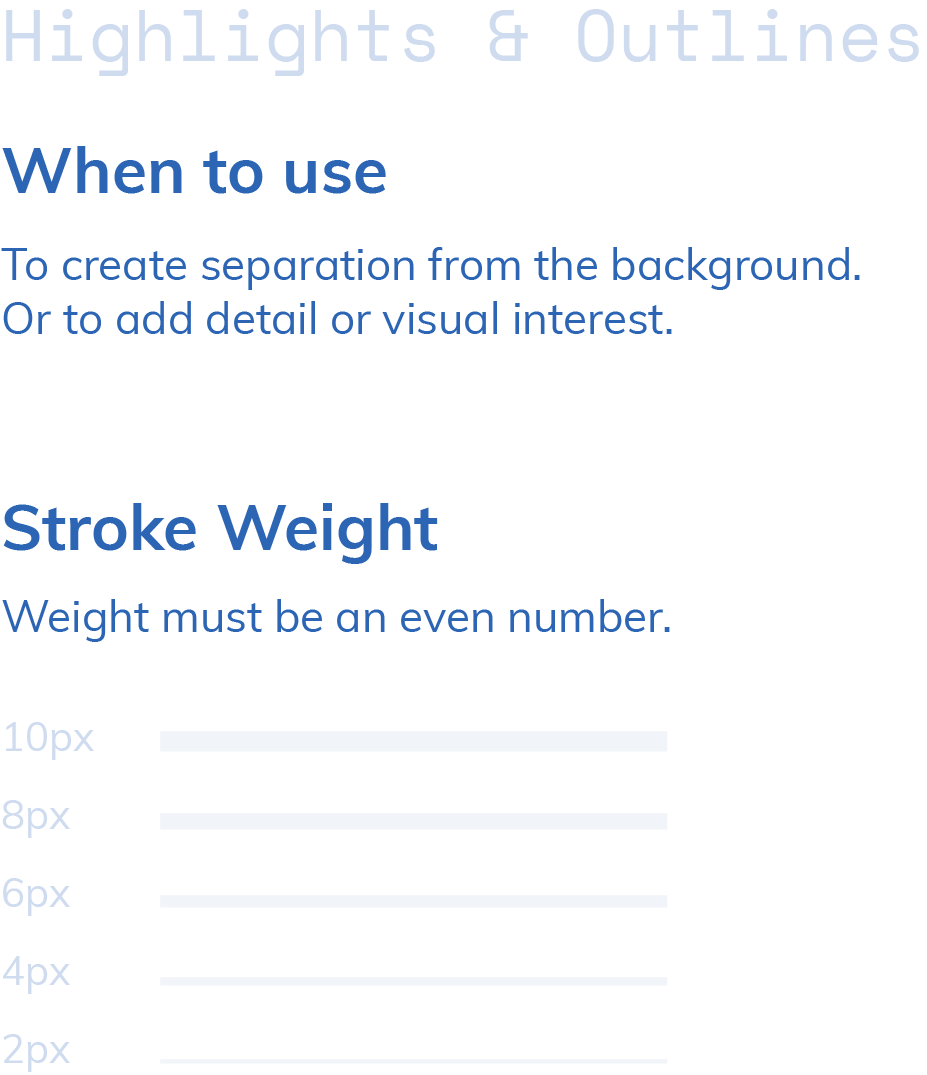 Highlights & Outlines
When to use
To create separation from the background.
Or to add detail or visual interest.
Stroke Weight
Weight must be an even number.
10px
8px
6px
4px
2px